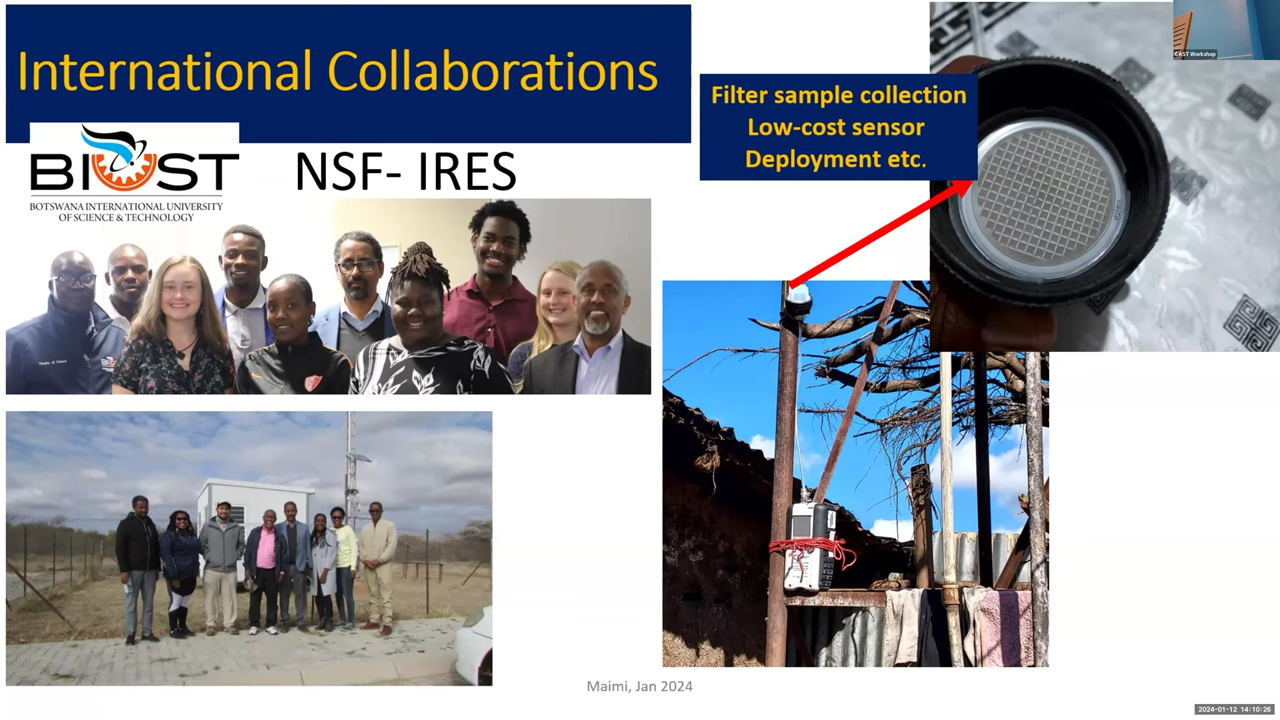 International Collaborations
BIUST
BOTSWANA INTERNATIONAL UNIVERSITY
OF SCIENCE & TECHNOLOGY
NSF- IRES
Filter sample collection
Low-cost sensor
Deployment etc.
Maimi, Jan 2024
2024-01-12 14:10:26